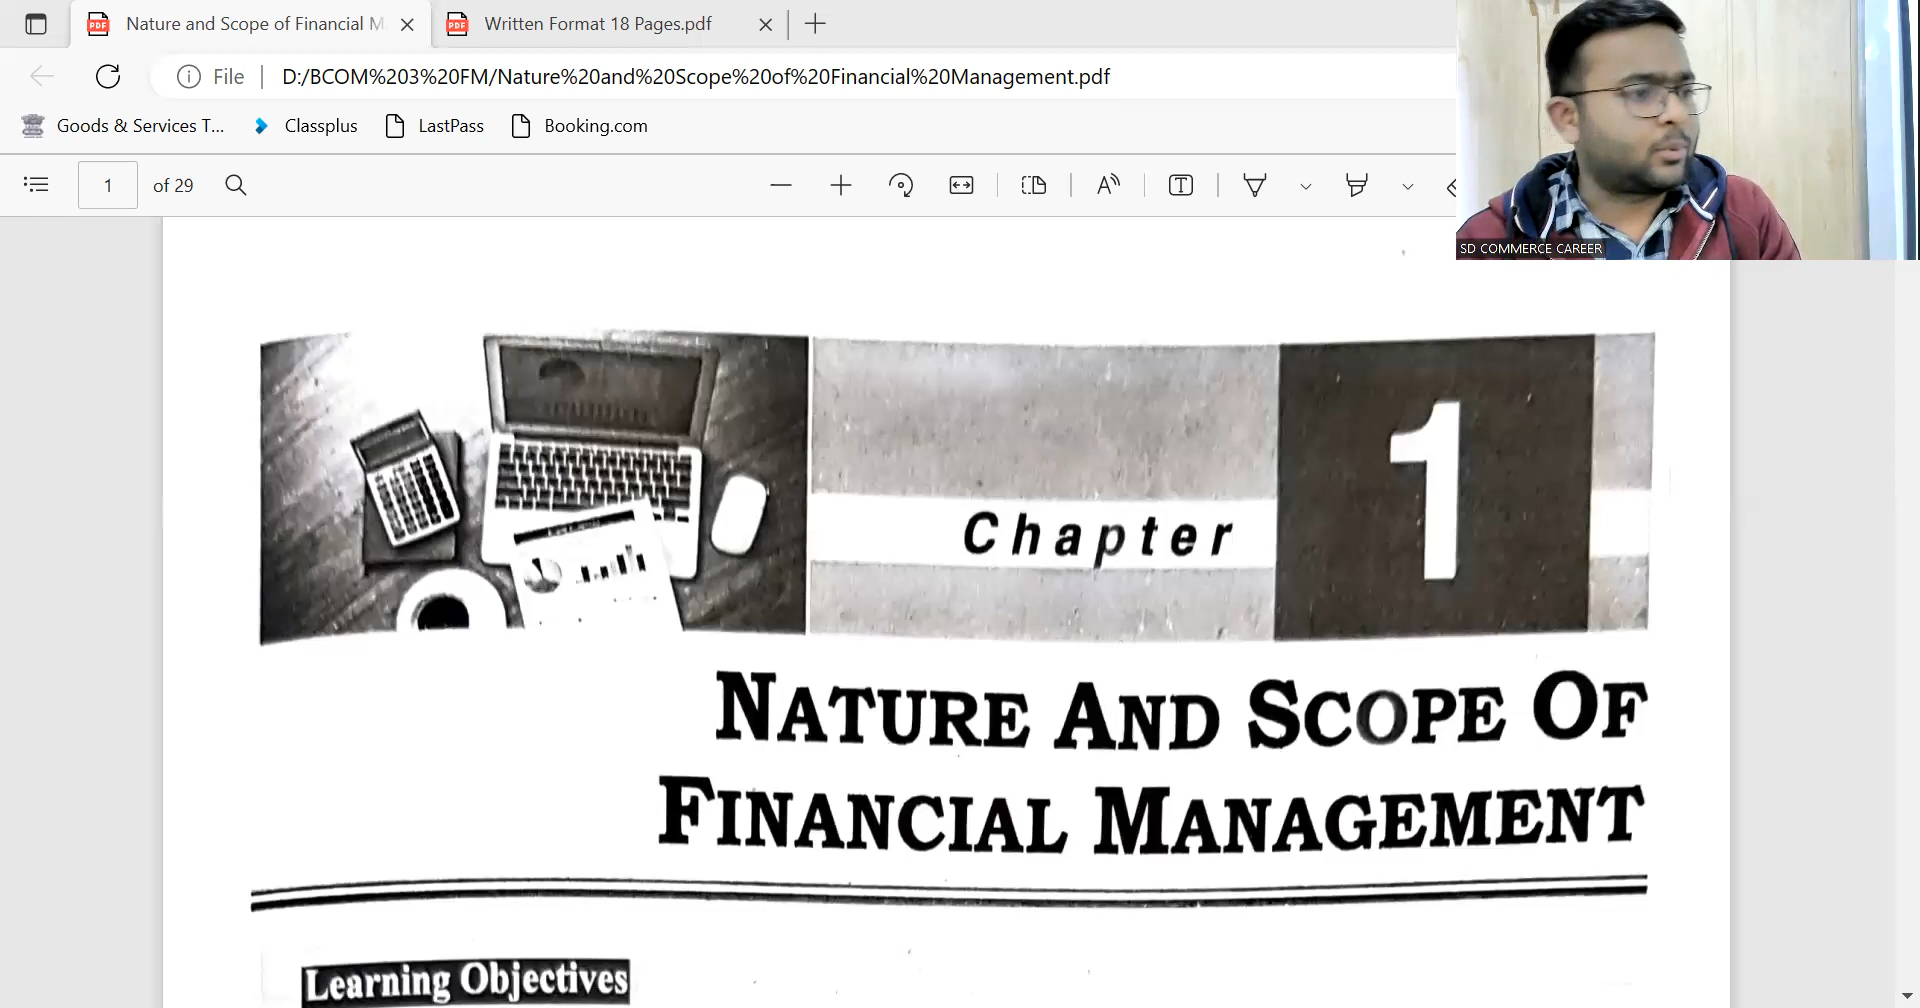 Nature and Scope of Financial M
Written Format 18 Pages.pdf
File
D:/BCOM%203%20FM/Nature%20and%20Scope%20of%20Financial%20Management.pdf
Goods & Services T...
Classplus
LastPass
Booking.com
1
of 29
SD COMMERCE CAREER
Chapter
1
NATURE AND SCOPE OF
FINANCIAL MANAGEMENT
Learning Objectives